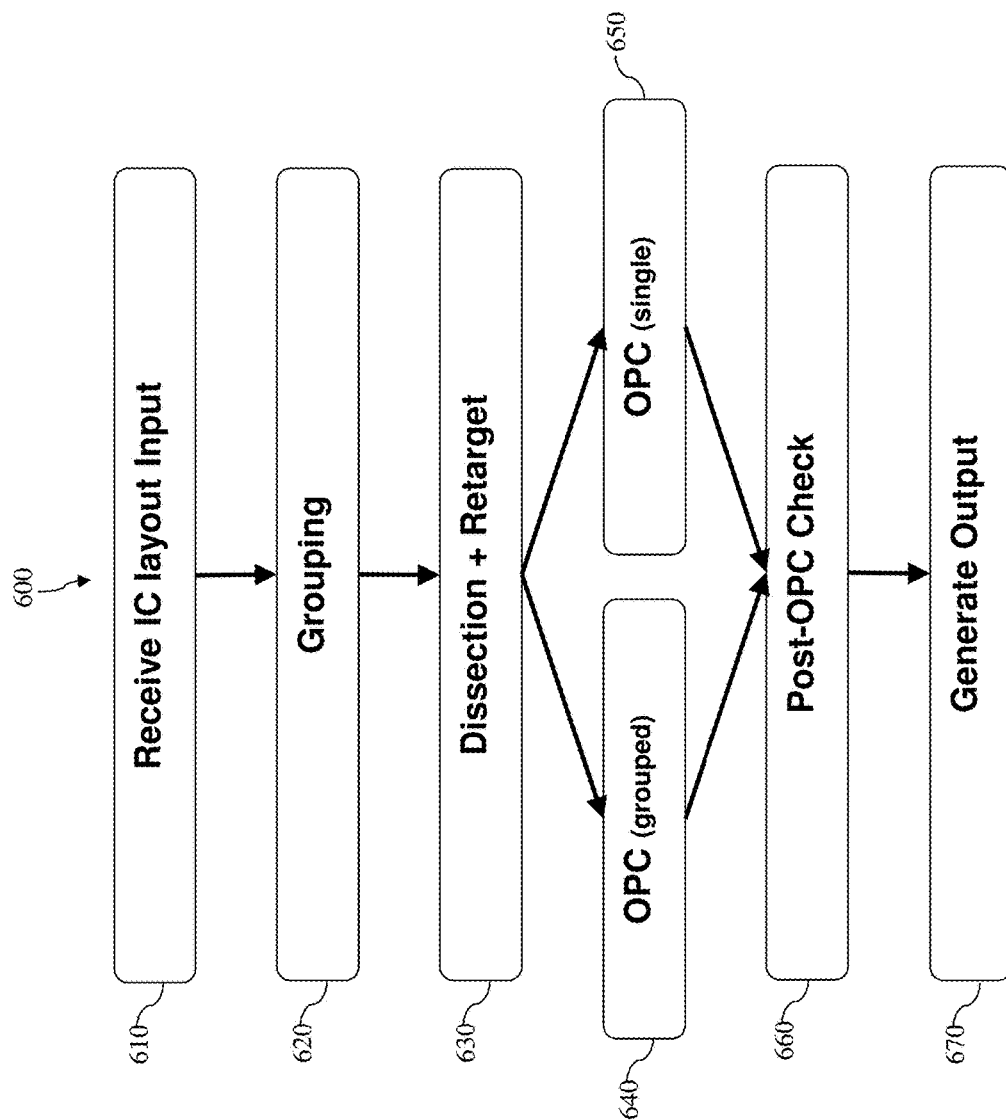 600
610
Receive IC layout Input
620
Grouping
630
Dissection + Retarget
640
OPC (grouped)
650
OPC (single)
660
Post-OPC Check
670
Generate Output